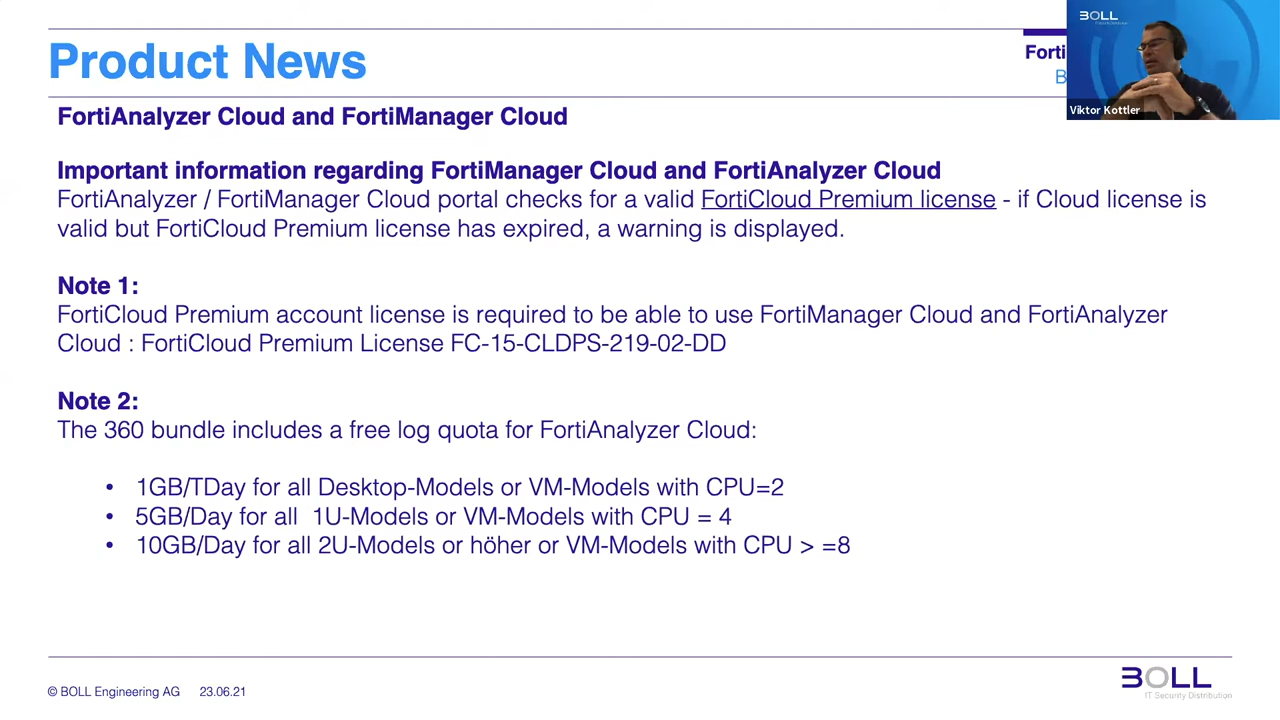 Product News
Forti
B
BOLL
Viktor Kottler
FortiAnalyzer Cloud and FortiManager Cloud
Important information regarding FortiManager Cloud and FortiAnalyzer Cloud
FortiAnalyzer / FortiManager Cloud portal checks for a valid FortiCloud Premium license - if Cloud license is
valid but FortiCloud Premium license has expired, a warning is displayed.
Note 1:
FortiCloud Premium account license is required to be able to use FortiManager Cloud and FortiAnalyzer
Cloud : FortiCloud Premium License FC-15-CLDPS-219-02-DD
Note 2:
The 360 bundle includes a free log quota for FortiAnalyzer Cloud:
• 1GB/TDay for all Desktop-Models or VM-Models with CPU=2
• 5GB/Day for all  1U-Models or VM-Models with CPU = 4
• 10GB/Day for all 2U-Models or höher or VM-Models with CPU > =8
© BOLL Engineering AG 23.06.21
BOLL
IT Security Distribution